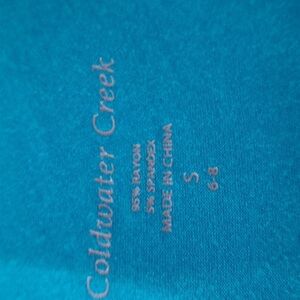 Coldwater Creek
95% RAYON
5% SPANDEX
MADE IN CHINA
S
6-8